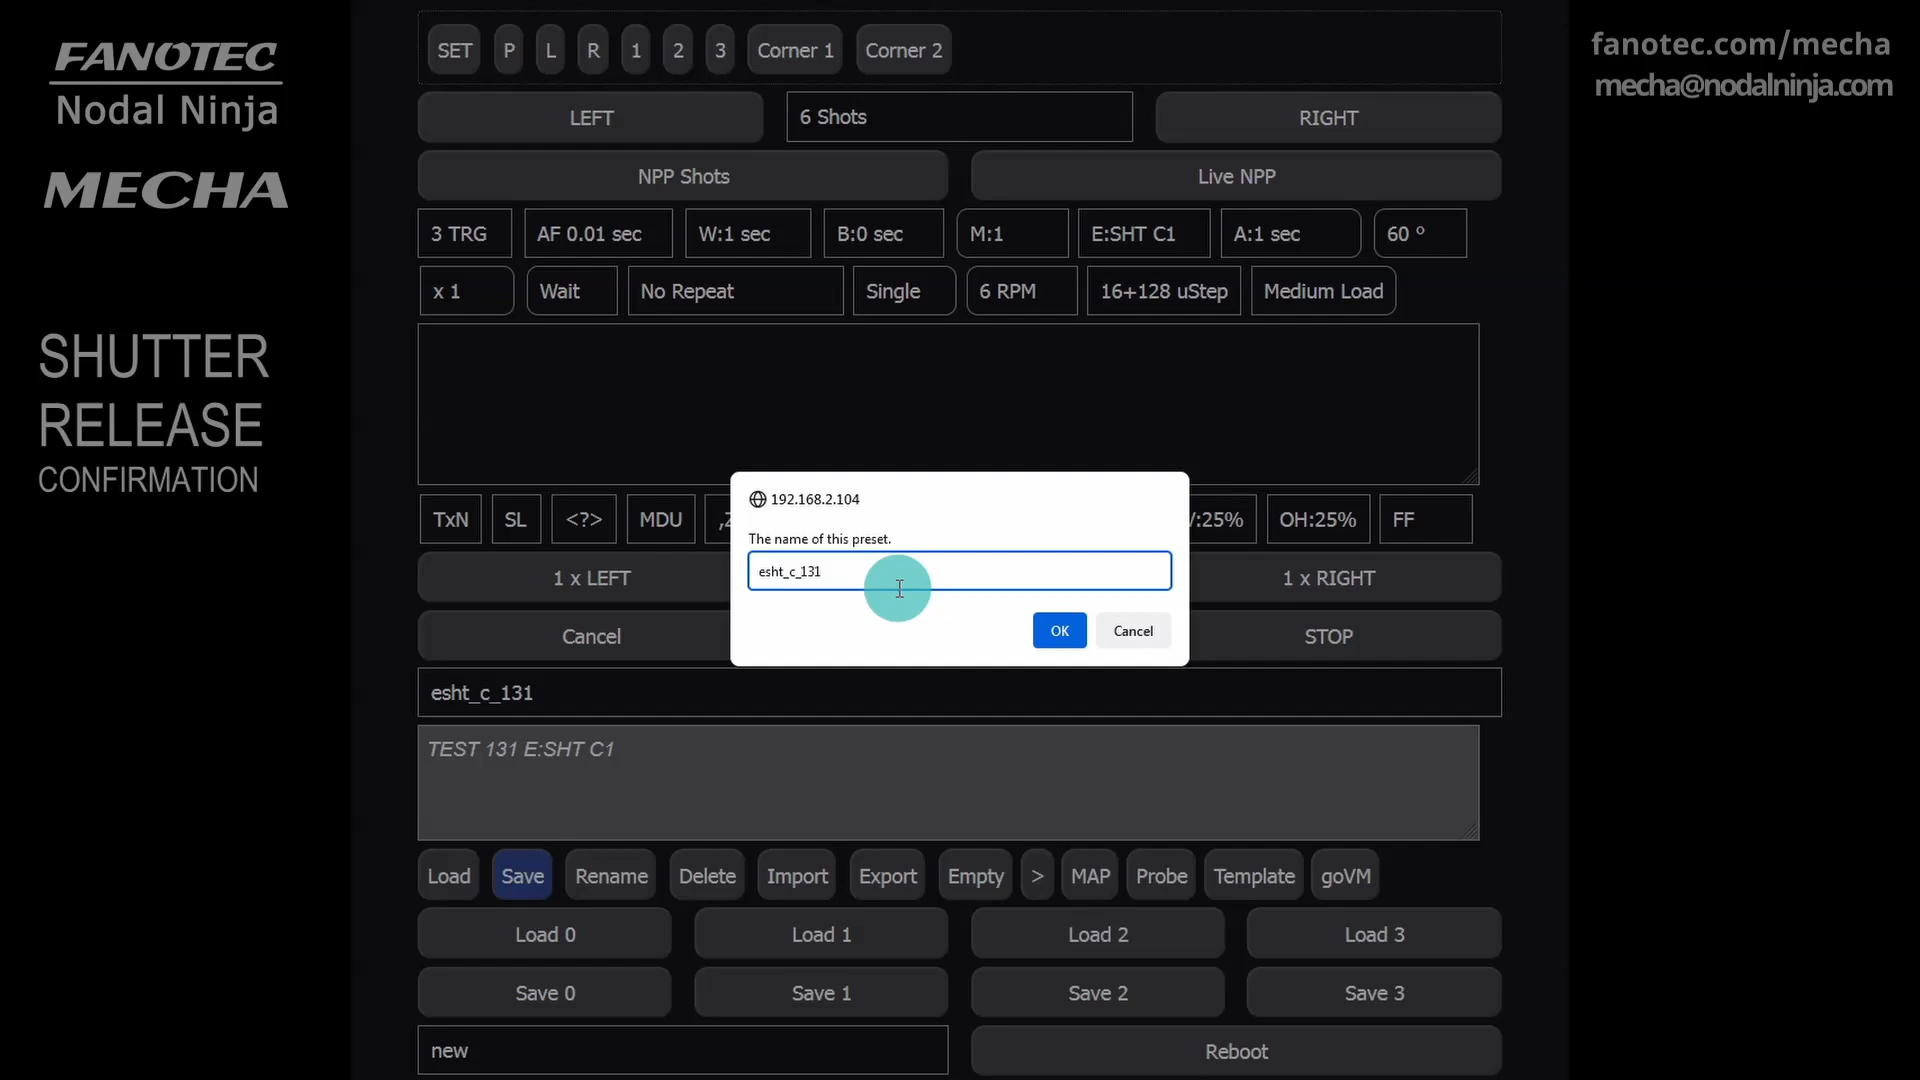 FANOTEC
Nodal Ninja
MECHA
SHUTTER
RELEASE
CONFIRMATION
fanotec.com/mecha
mecha@nodalninja.com
SET P L R 1 2 3 Corner 1 Corner 2
LEFT 6 Shots RIGHT
NPP Shots Live NPP
3 TRG AF 0.01 sec W:1 sec B:0 sec M:1 E:SHT C1 A:1 sec 60 °
x 1 Wait No Repeat Single 6 RPM 16+128 uStep Medium Load
TxN SL <?> MDU OH:25% FF
192.168.2.104
The name of this preset.
esht_c_131
OK Cancel
1 x LEFT 1 x RIGHT
Cancel STOP
esht_c_131
TEST 131 E:SHT C1
Load Save Rename Delete Import Export Empty > MAP Probe Template goVM
Load 0 Load 1 Load 2 Load 3
Save 0 Save 1 Save 2 Save 3
new Reboot